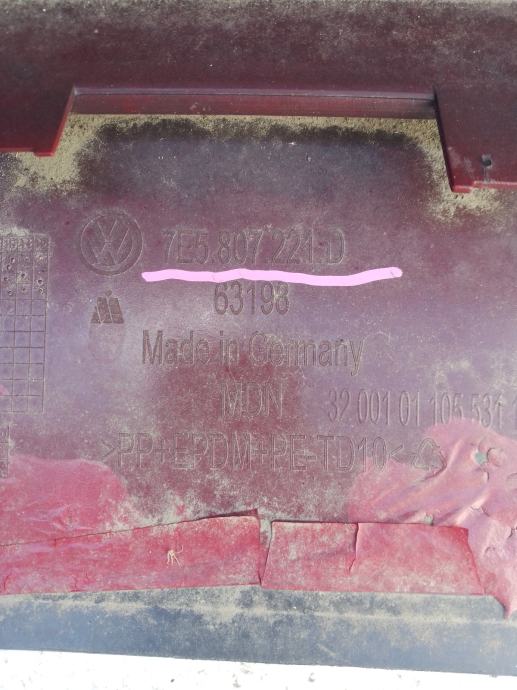 7E5.807.221.D
63198
Made in Germany
MDN 32 001 01 105 531
>PP+EPDM+PE-TD10<